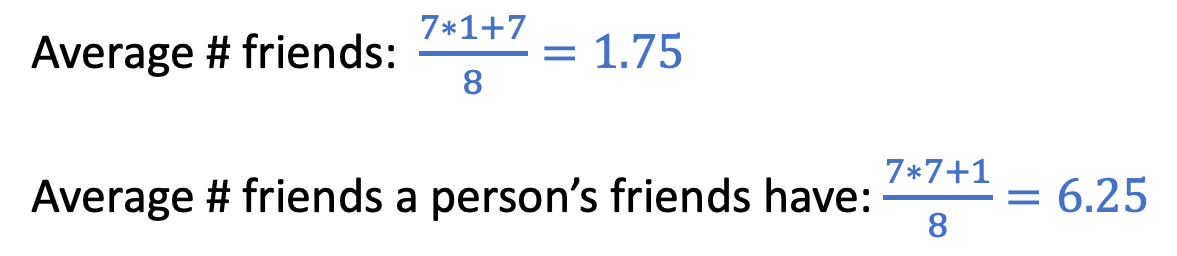 Average # friends: 7∗1+7/8 = 1.75
Average # friends a person's friends have: 7∗7+1/8 = 6.25